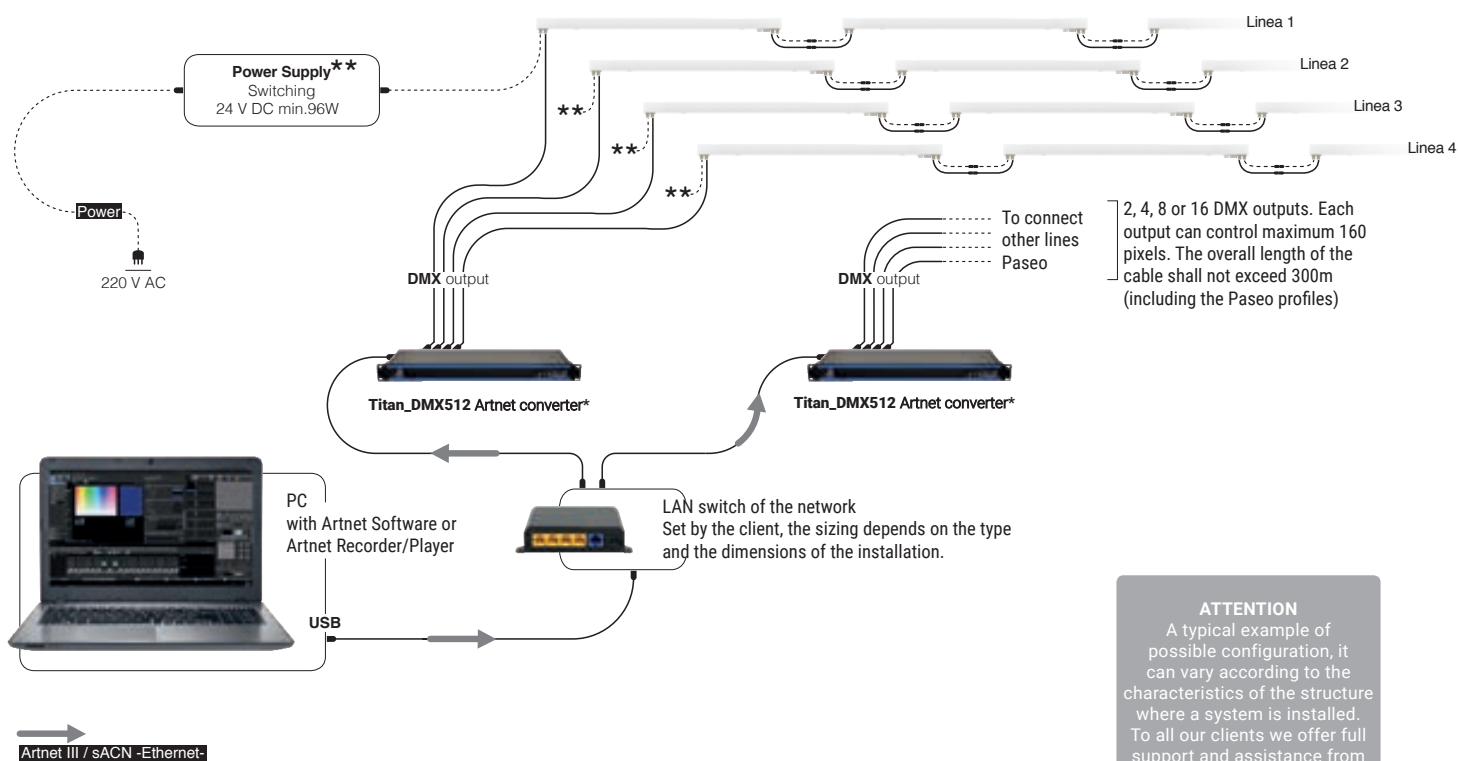 Linea 1
Linea 2
Linea 3
Linea 4
Power Supply**
Switching
24 V DC min.96W
**
**
**
Power
220 V AC
DMX output
To connect
other lines
Paseo
DMX output
2, 4, 8 or 16 DMX outputs. Each
output can control maximum 160
pixels. The overall length of the
cable shall not exceed 300m
(including the Paseo profiles)
Titan_DMX512 Artnet converter*
Titan_DMX512 Artnet converter*
PC
with Artnet Software or
Artnet Recorder/Player
USB
LAN switch of the network
Set by the client, the sizing depends on the type
and the dimensions of the installation.
ATTENTION
A typical example of
possible configuration, it
can vary according to the
characteristics of the structure
where a system is installed.
To all our clients we offer full
support and assistance from
Artnet III / sACN -Ethernet-